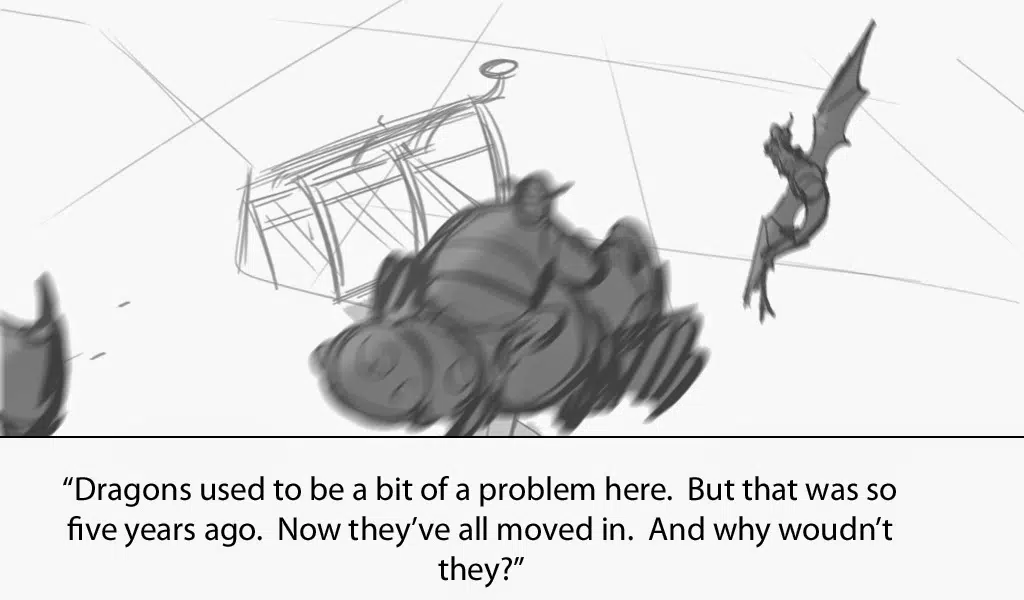 “Dragons used to be a bit of a problem here.  But that was so
five years ago.  Now they’ve all moved in.  And why woudn’t
they?”